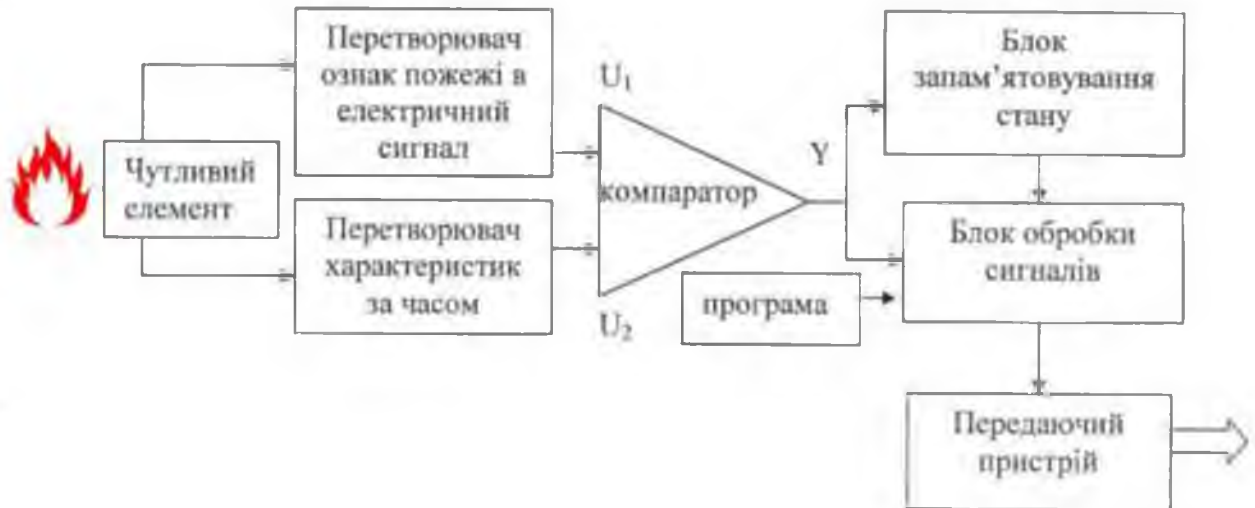 Чутливий
елемент
Перетворювач
ознак пожежі в
електричний
сигнал
Перетворювач
характеристик
за часом
U1
компаратор
U2
Y
Блок
запам’ятовування
стану
програма
Блок обробки
сигналів
Передаючий
пристрій